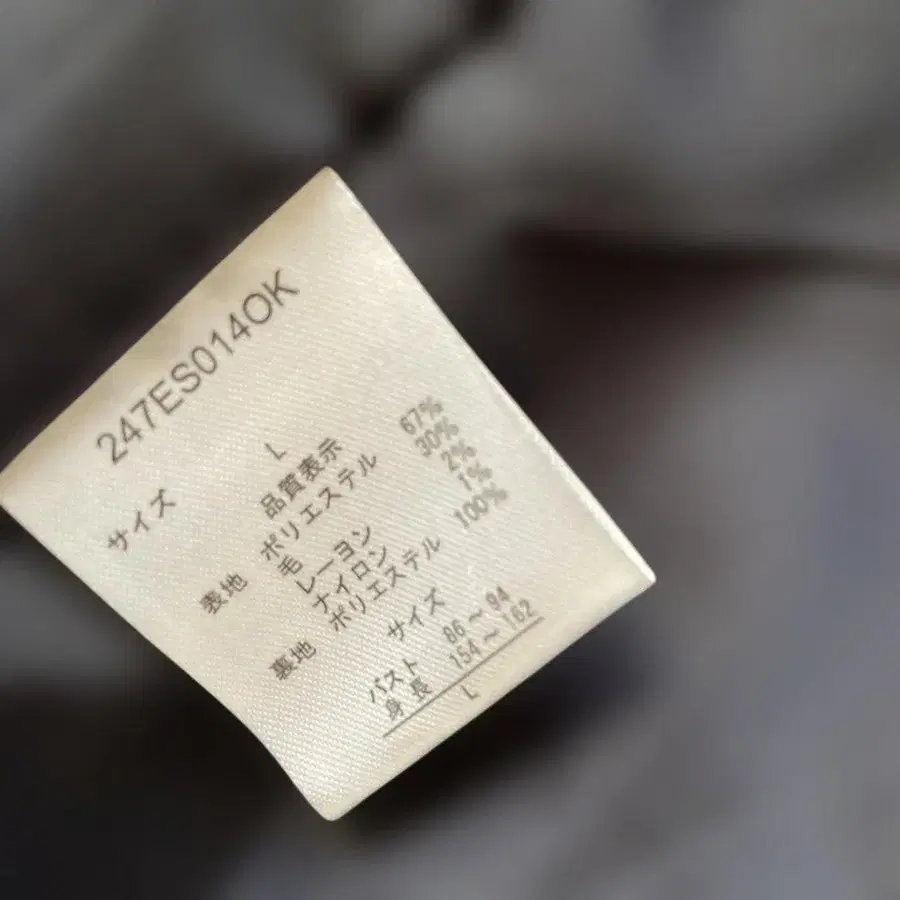 247ES014OK
サイズ L
品質表示
表地 ポリエステル 67%
毛 30%
レーヨン 2%
ナイロン 1%
裏地 ポリエステル 100%
サイズ
バスト 86～94
身長 154～162
L